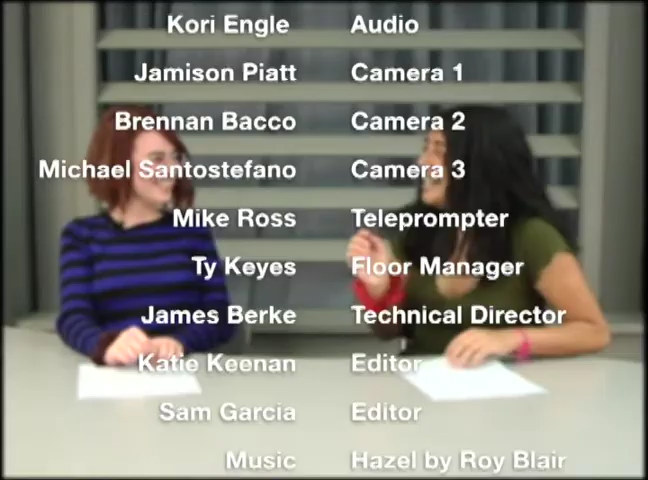 Kori Engle Audio
Jamison Piatt Camera 1
Brennan Bacco Camera 2
Michael Santostefano Camera 3
Mike Ross Teleprompter
Ty Keyes Floor Manager
James Berke Technical Director
Katie Keenan Editor
Sam Garcia Editor
Music Hazel by Roy Blair